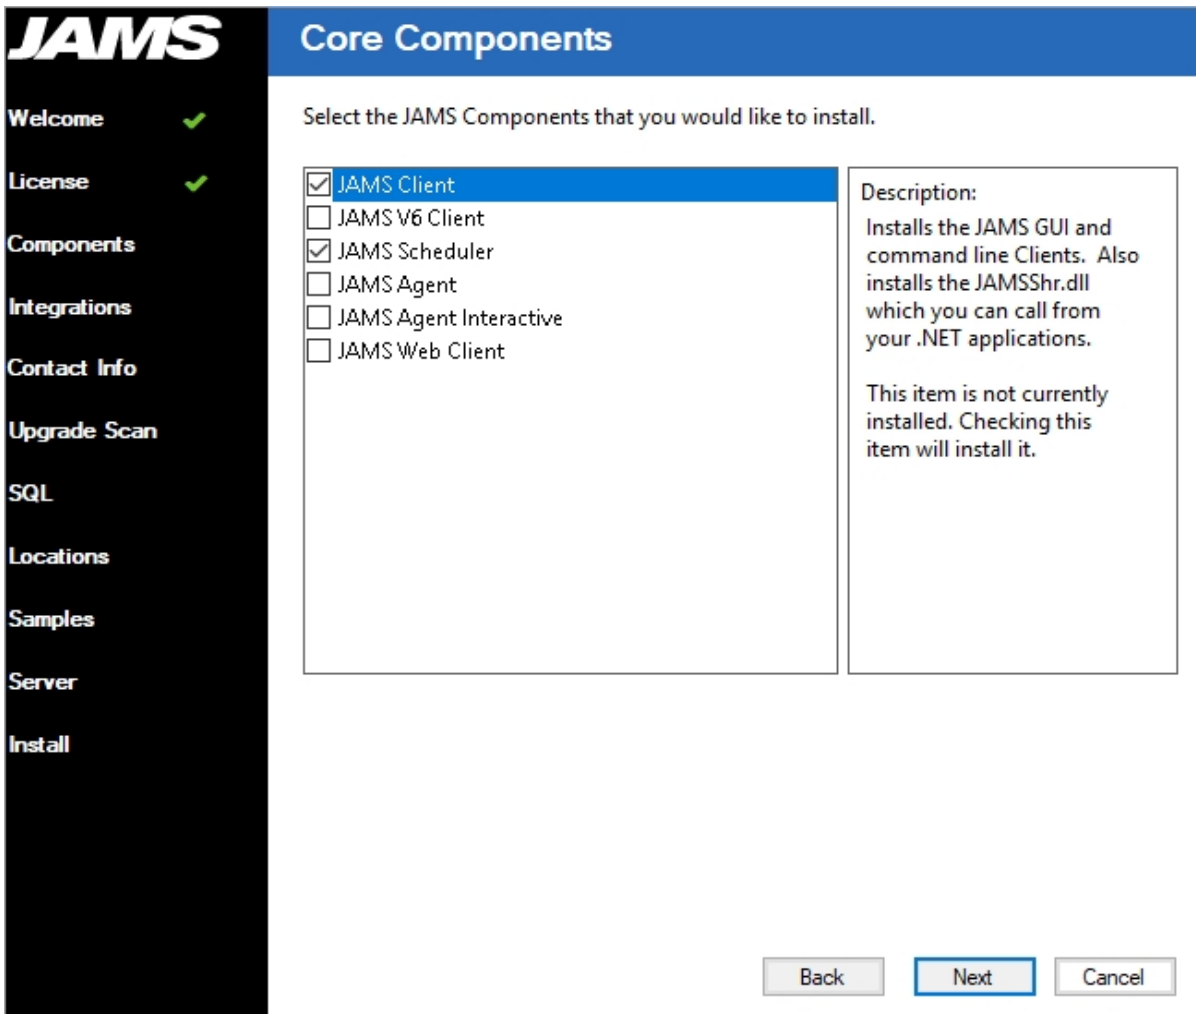 JAMS
Core Components
Welcome
License
Components
Integrations
Contact Info
Upgrade Scan
SQL
Locations
Samples
Server
Install
Select the JAMS Components that you would like to install.
JAMS Client
JAMS V6 Client
JAMS Scheduler
JAMS Agent
JAMS Agent Interactive
JAMS Web Client
Description:
Installs the JAMS GUI and
command line Clients. Also
installs the JAMSShr.dll
which you can call from
your .NET applications.
This item is not currently
installed. Checking this
item will install it.
Back
Next
Cancel